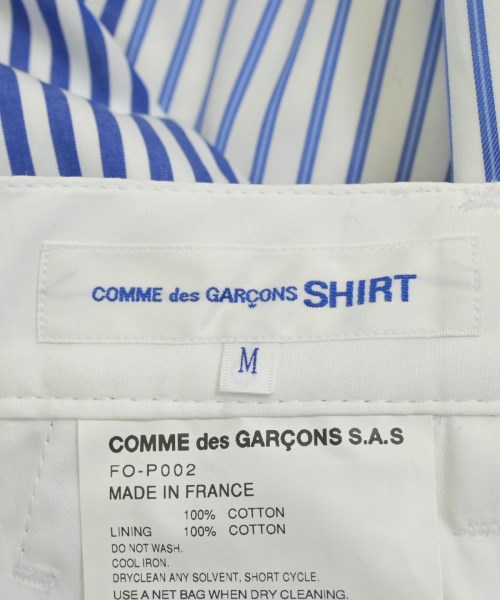 COMME des GARÇONS SHIRT
M
COMME des GARÇONS S.A.S
FO-P002
MADE IN FRANCE
100% COTTON
LINING 100% COTTON
DO NOT WASH.
COOL IRON.
DRYCLEAN ANY SOLVENT, SHORT CYCLE.
USE A NET BAG WHEN DRY CLEANING.